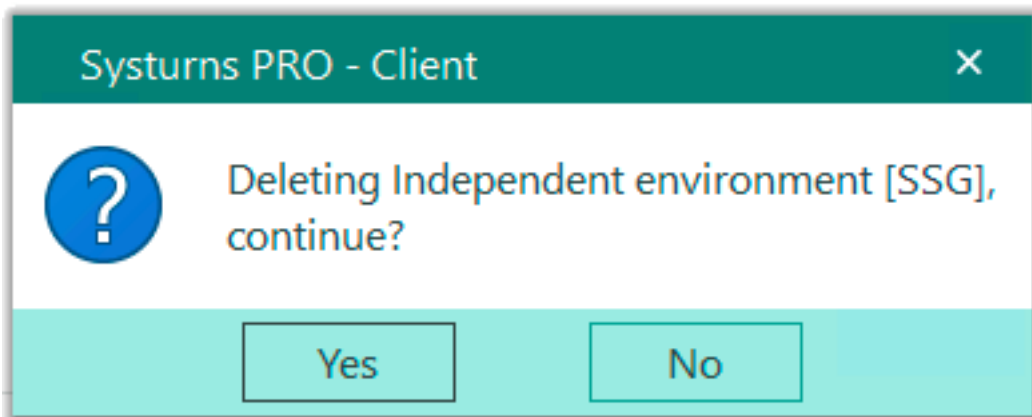 Systurns PRO - Client
Deleting Independent environment [SSG],
continue?
Yes
No